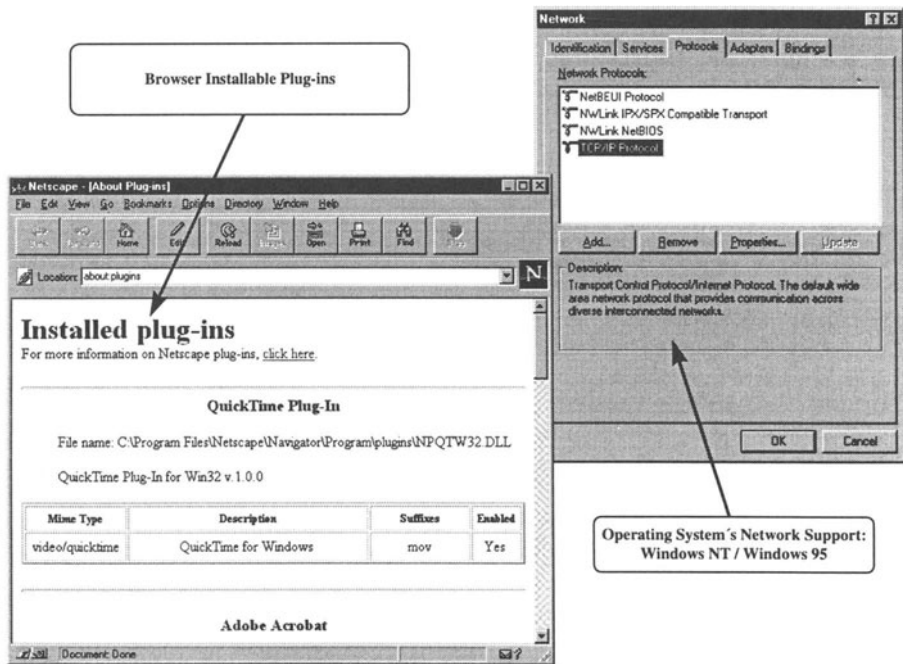 Browser Installable Plug-ins
Network
Identification Services Protocols Adapters Bindings
Network Protocols:
NetBEUI Protocol
NWLink IPX/SPX Compatible Transport
NWLink NetBIOS
TCP/IP Protocol
Add... Remove Properties... Update
Description:
Transport Control Protocol/Internet Protocol. The default wide
area network protocol that provides communication across
diverse interconnected networks.
OK Cancel
Operating System´s Network Support:
Windows NT / Windows 95
Netscape - [About Plug-ins]
File Edit View Go Bookmarks Options Directory Window Help
Home Edit Reload Open Print Find
Location: about:plugins
N
Installed plug-ins
For more information on Netscape plug-ins, click here.
QuickTime Plug-In
File name: C:\Program Files\Netscape\Navigator\Program\plugins\NPQTW32.DLL
QuickTime Plug-In for Win32 v.1.0.0
Mime Type Description Suffixes Enabled
video/quicktime QuickTime for Windows mov Yes
Adobe Acrobat
Document: Done